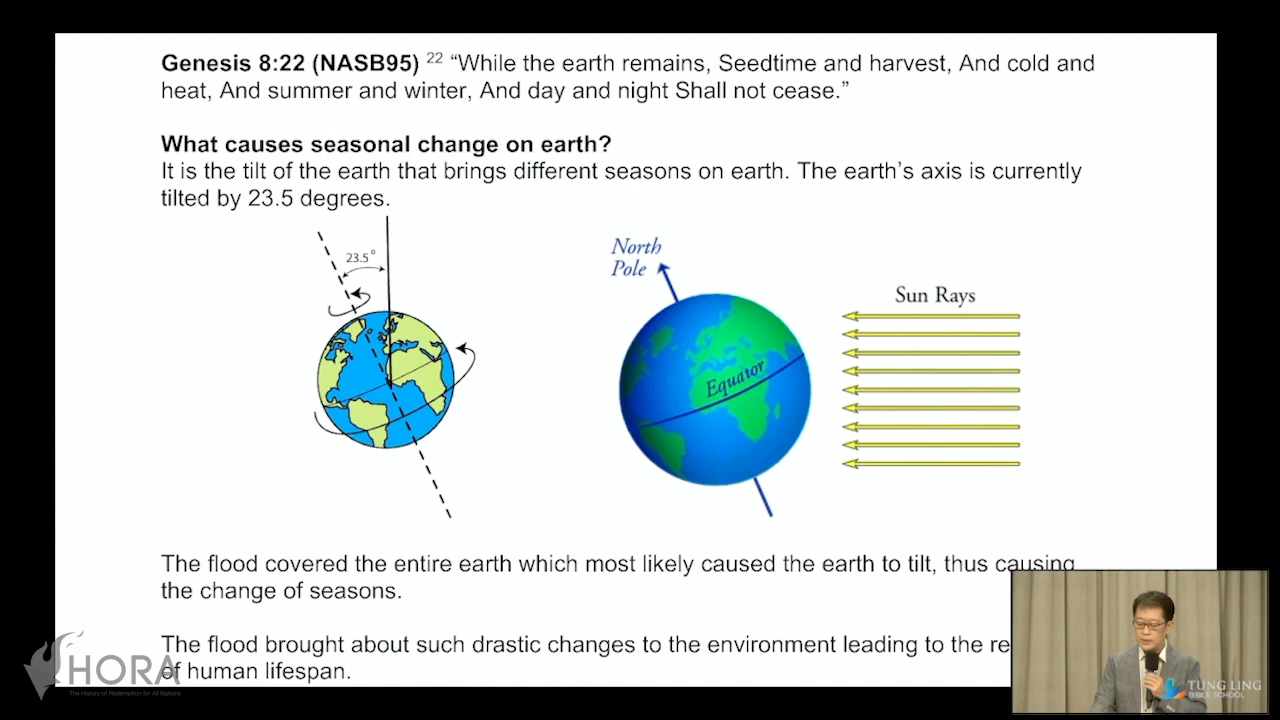 Genesis 8:22 (NASB95) 22 “While the earth remains, Seedtime and harvest, And cold and
heat, And summer and winter, And day and night Shall not cease.”
What causes seasonal change on earth?
It is the tilt of the earth that brings different seasons on earth. The earth’s axis is currently
tilted by 23.5 degrees.
23.5°
North
Pole
Sun Rays
Equator
The flood covered the entire earth which most likely caused the earth to tilt, thus causing
the change of seasons.
The flood brought about such drastic changes to the environment leading to the
of human lifespan.
HORA
The History of Redemption for All Nations
TUNG LING
BIBLE SCHOOL